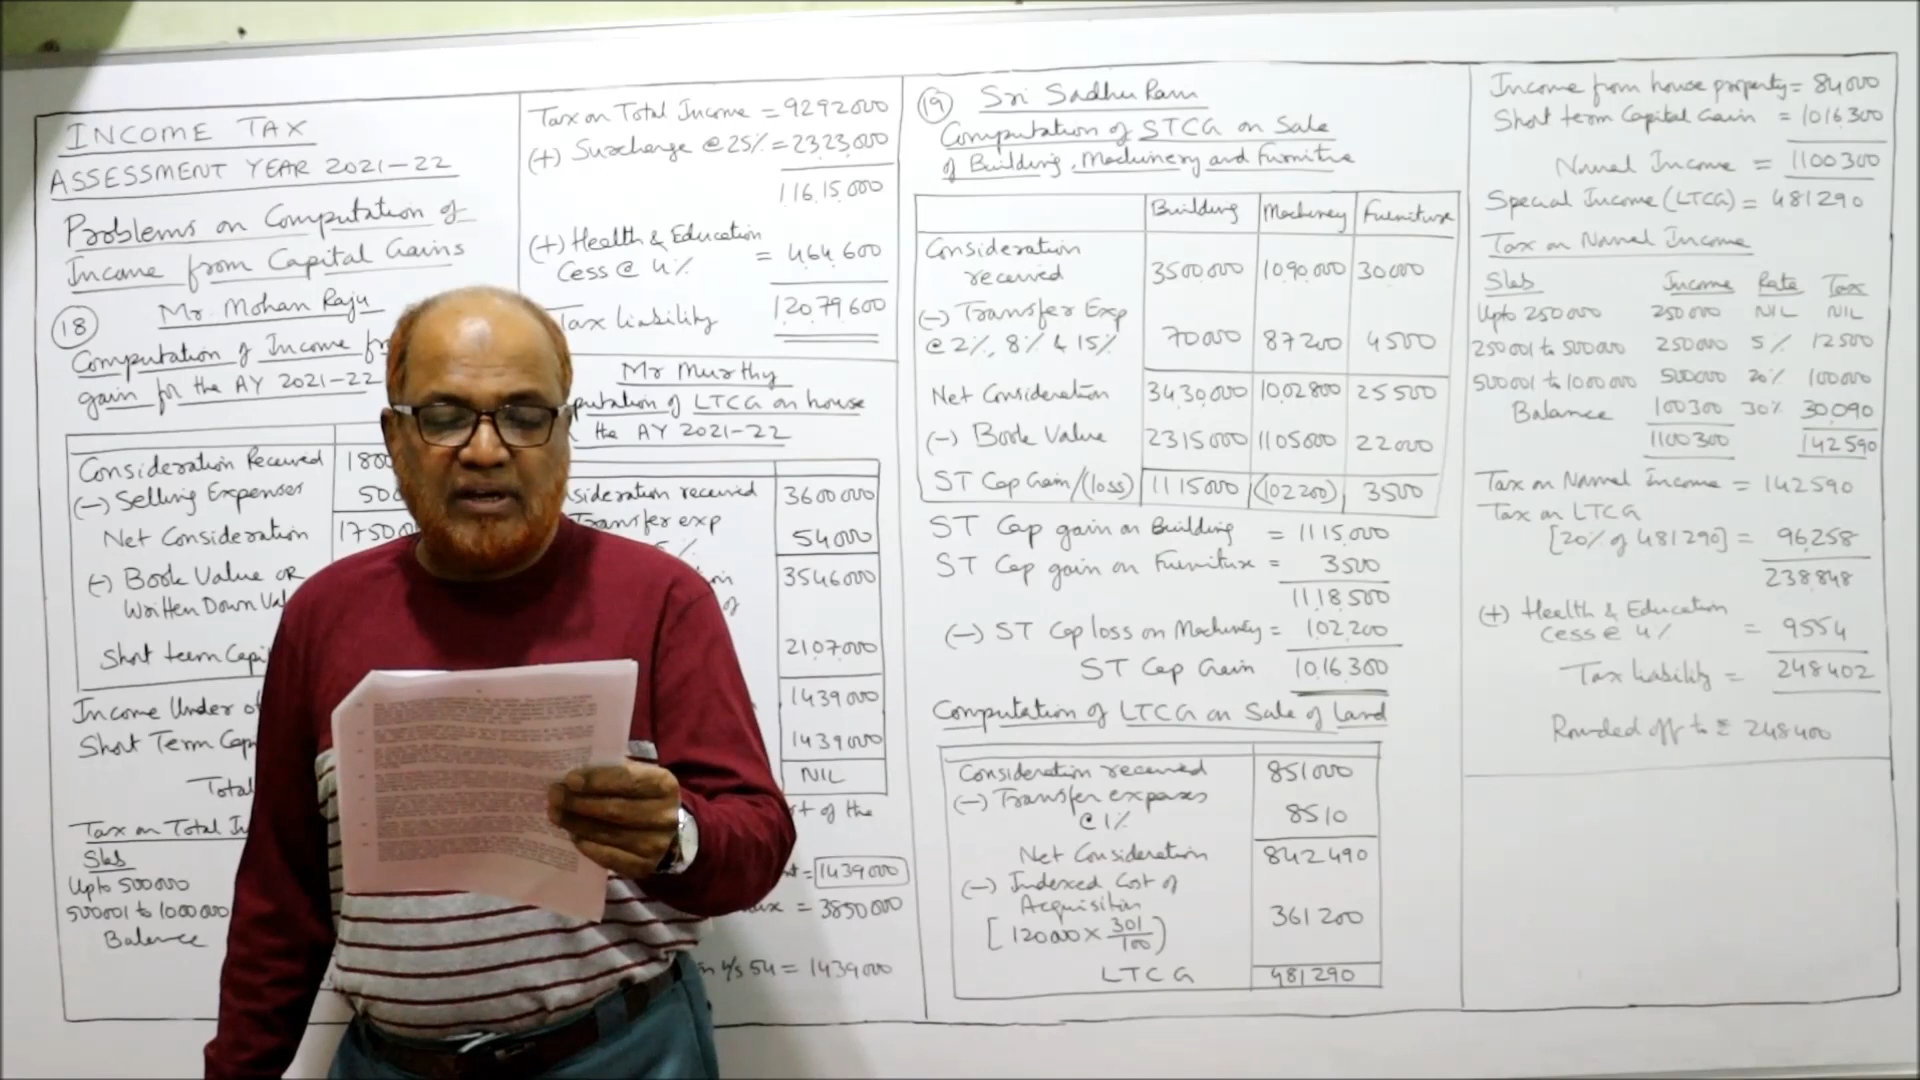 INCOME TAX
ASSESSMENT YEAR 2021-22
Problems on Computation of
Income from Capital Gains
18 Mr. Mohan Raju
Computation of Income
gain for the AY 2021-22
Consideration Received
(-) Selling Expenses
Net Consideration
(-) Book Value OR
Written Down
Short term
Income Under
Short Term
Total
Tax on Total
Slab
Upto 500000
500001 to 1000000
Balance
Tax on Total Income = 9292000
(+) Surcharge @ 25% = 2323000
11615000
(+) Health & Education
Cess @ 4% = 464600
Tax liability 12079600
Mr Murthy
of LTCG on house
the AY 2021-22
received 3600000
Transfer exp
54000
3546000
of
2107000
1439000
1439000
NIL
of the
= 1439000
= 3850000
u/s 54 = 1439000
19 Sri Sadhu Ram
Computation of STCG on Sale
of Building, Machinery and Furniture
Building Machinery Furniture
Consideration
received 3500000 1090000 30000
(-) Transfer Exp
@ 2%, 8% & 15% 70000 87200 4500
Net Consideration 3430000 1002800 25500
(-) Book Value 2315000 1105000 22000
ST Cap Gain/(loss) 1115000 (102200) 3500
ST Cap gain on Building = 1115000
ST Cap gain on Furniture = 3500
1118500
(-) ST Cap loss on Machinery = 102200
ST Cap Gain 1016300
Computation of LTCG on Sale of Land
Consideration received 851000
(-) Transfer expenses
@ 1% 8510
Net Consideration 842490
(-) Indexed Cost of
Acquisition
[120000 × 301/100) 361200
LTCG 481290
Income from house property = 84000
Short term Capital Gain = 1016300
Normal Income = 1100300
Special Income (LTCG) = 481290
Tax on Normal Income
Slab Income Rate Tax
Upto 250000 250000 NIL NIL
250001 to 500000 250000 5% 12500
500001 to 1000000 500000 20% 100000
Balance 100300 30% 30090
1100300 142590
Tax on Normal Income = 142590
Tax on LTCG
[20% of 481290] = 96258
238848
(+) Health & Education
Cess @ 4% = 9554
Tax liability = 248402
Rounded off to ₹ 248400